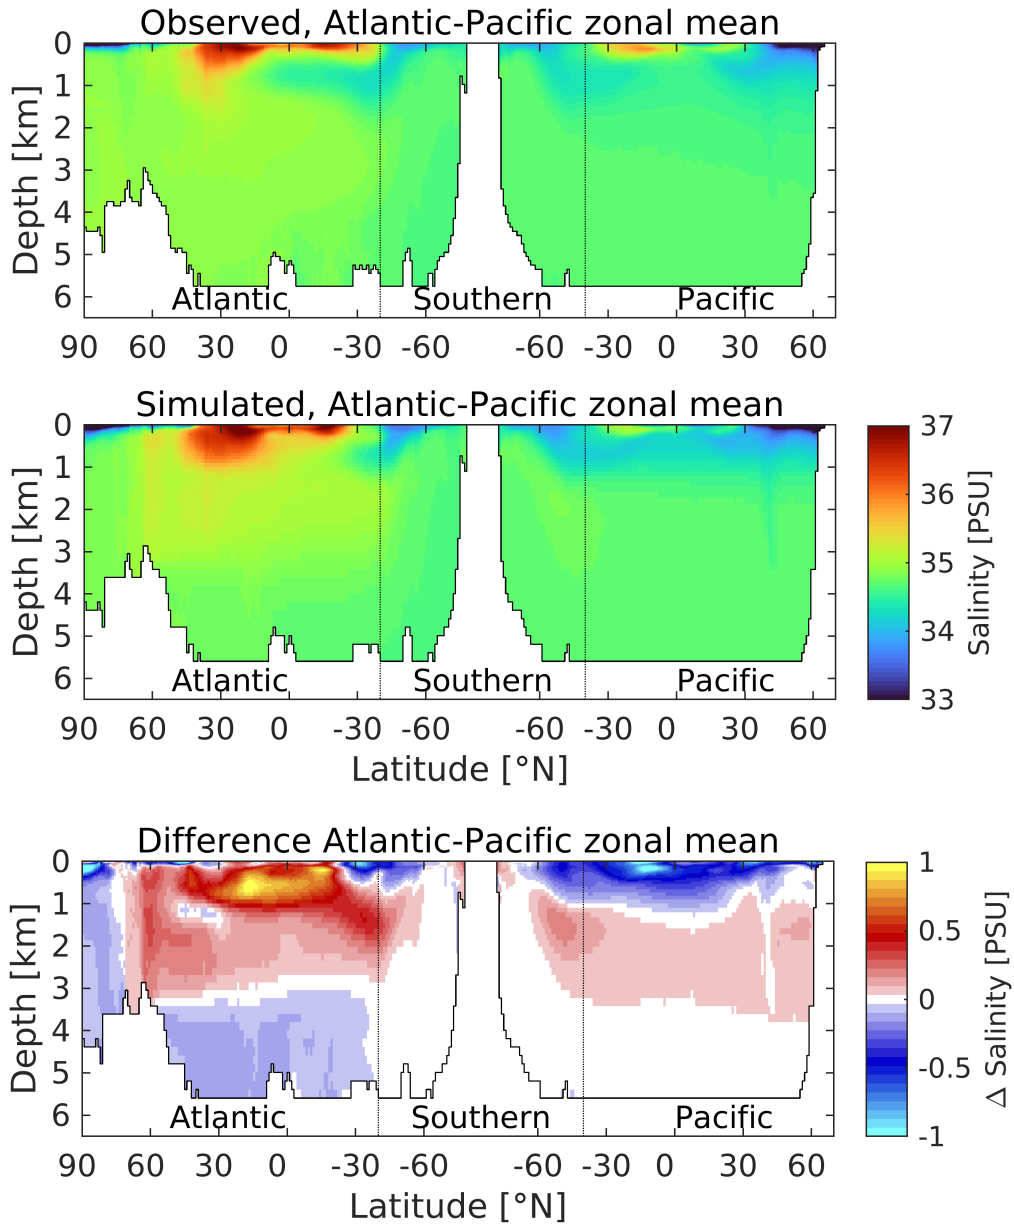 Observed, Atlantic-Pacific zonal mean
0
1
2
3
4
5
6
Depth [km]
Atlantic Southern Pacific
90 60 30 0 -30 -60 -60 -30 0 30 60
Simulated, Atlantic-Pacific zonal mean
0
1
2
3
4
5
6
Depth [km]
Atlantic Southern Pacific
90 60 30 0 -30 -60 -60 -30 0 30 60
Latitude [°N]
37
36
35
34
33
Salinity [PSU]
Difference Atlantic-Pacific zonal mean
0
1
2
3
4
5
6
Depth [km]
Atlantic Southern Pacific
90 60 30 0 -30 -60 -60 -30 0 30 60
Latitude [°N]
1
0.5
0
-0.5
-1
Δ Salinity [PSU]